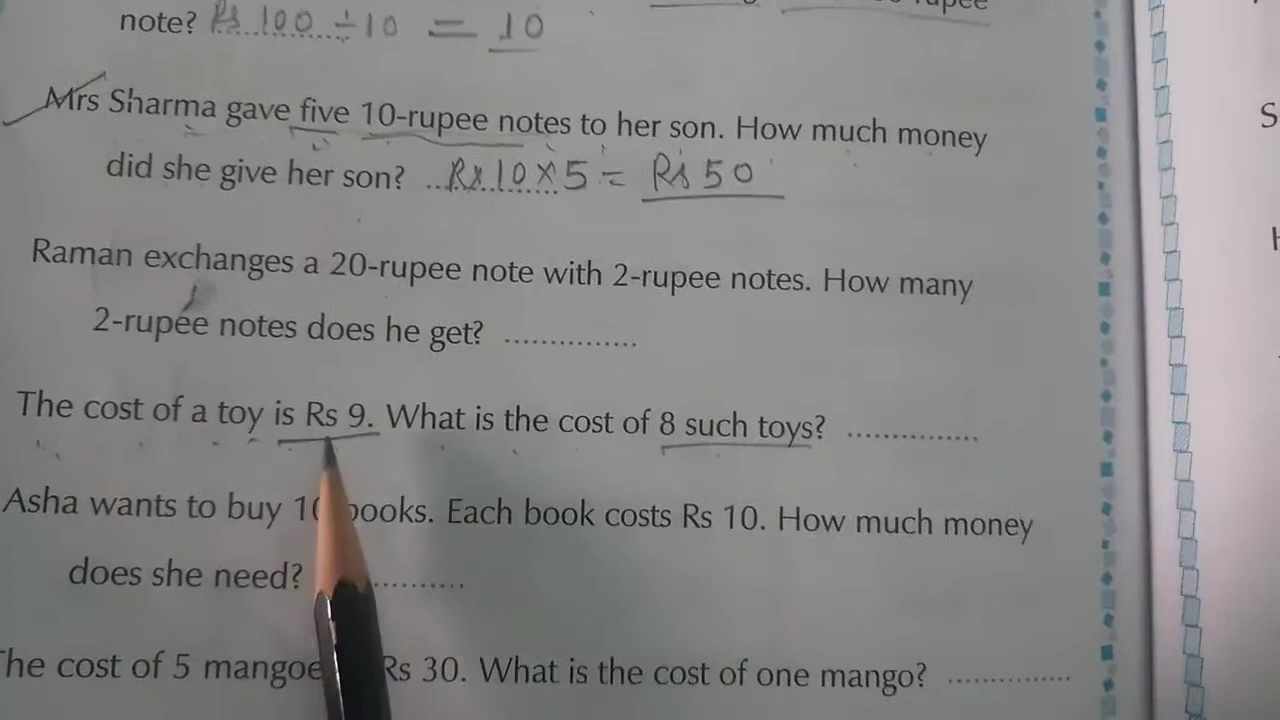 note? Rs 100 ÷ 10 = 10
Mrs Sharma gave five 10-rupee notes to her son. How much money
did she give her son? Rs 10 × 5 = Rs 50
Raman exchanges a 20-rupee note with 2-rupee notes. How many
2-rupee notes does he get? ...............
The cost of a toy is Rs 9. What is the cost of 8 such toys? ...............
Asha wants to buy 10 books. Each book costs Rs 10. How much money
does she need? ...........
The cost of 5 mangoe Rs 30. What is the cost of one mango? ...............